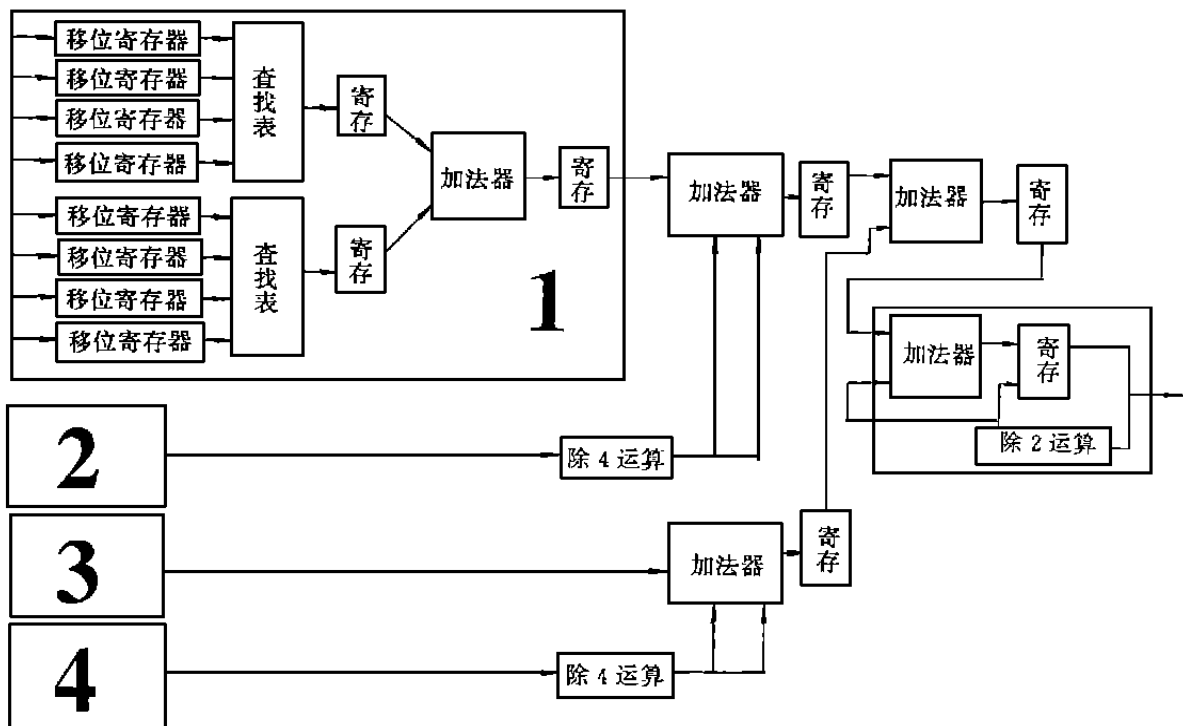 移位寄存器
移位寄存器
移位寄存器
移位寄存器
查找表
寄存
移位寄存器
移位寄存器
移位寄存器
移位寄存器
查找表
寄存
加法器
寄存
1
加法器
寄存
加法器
寄存
加法器
寄存
除2运算
2
除4运算
3
加法器
寄存
4
除4运算